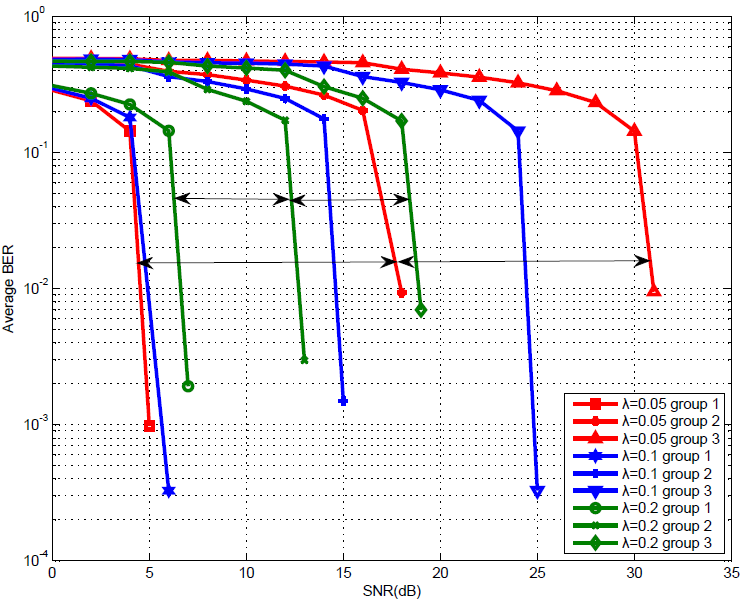 10^0
10^-1
10^-2
10^-3
10^-4
Average BER
0 5 10 15 20 25 30 35
SNR(dB)
λ=0.05 group 1
λ=0.05 group 2
λ=0.05 group 3
λ=0.1 group 1
λ=0.1 group 2
λ=0.1 group 3
λ=0.2 group 1
λ=0.2 group 2
λ=0.2 group 3